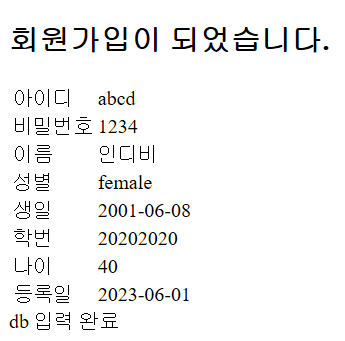 회원가입이 되었습니다.
아이디 abcd
비밀번호 1234
이름 인디비
성별 female
생일 2001-06-08
학번 20202020
나이 40
등록일 2023-06-01
db 입력 완료